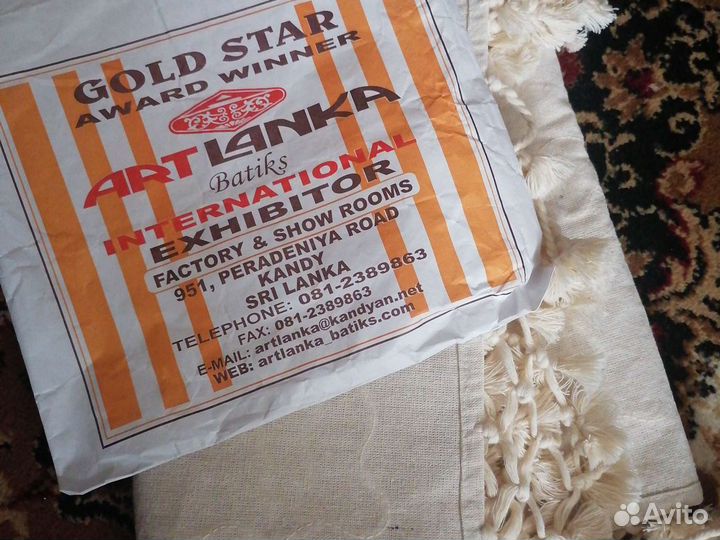 GOLD STAR
AWARD WINNER
ART LANKA
Batiks
INTERNATIONAL
EXHIBITOR
FACTORY & SHOW ROOMS
951, PERADENIYA ROAD
KANDY
SRI LANKA
TELEPHONE: 081-2389863
FAX: 081-2389863
E-MAIL: artlanka@kandyan.net
WEB: artlanka_batiks.com
Avito